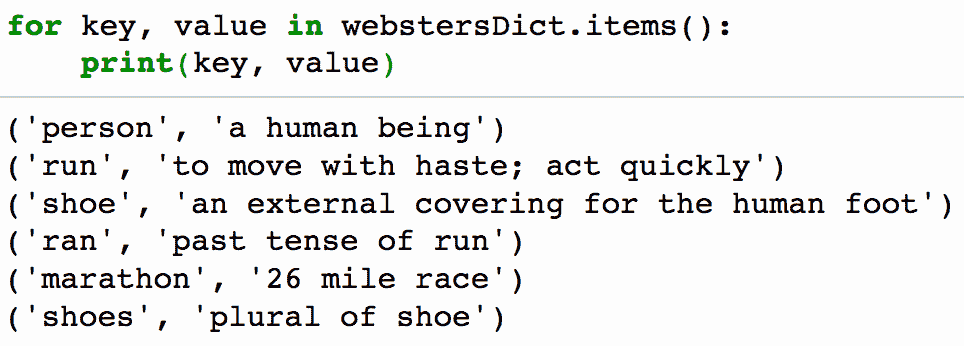 for key, value in webstersDict.items():
    print(key, value)
('person', 'a human being')
('run', 'to move with haste; act quickly')
('shoe', 'an external covering for the human foot')
('ran', 'past tense of run')
('marathon', '26 mile race')
('shoes', 'plural of shoe')